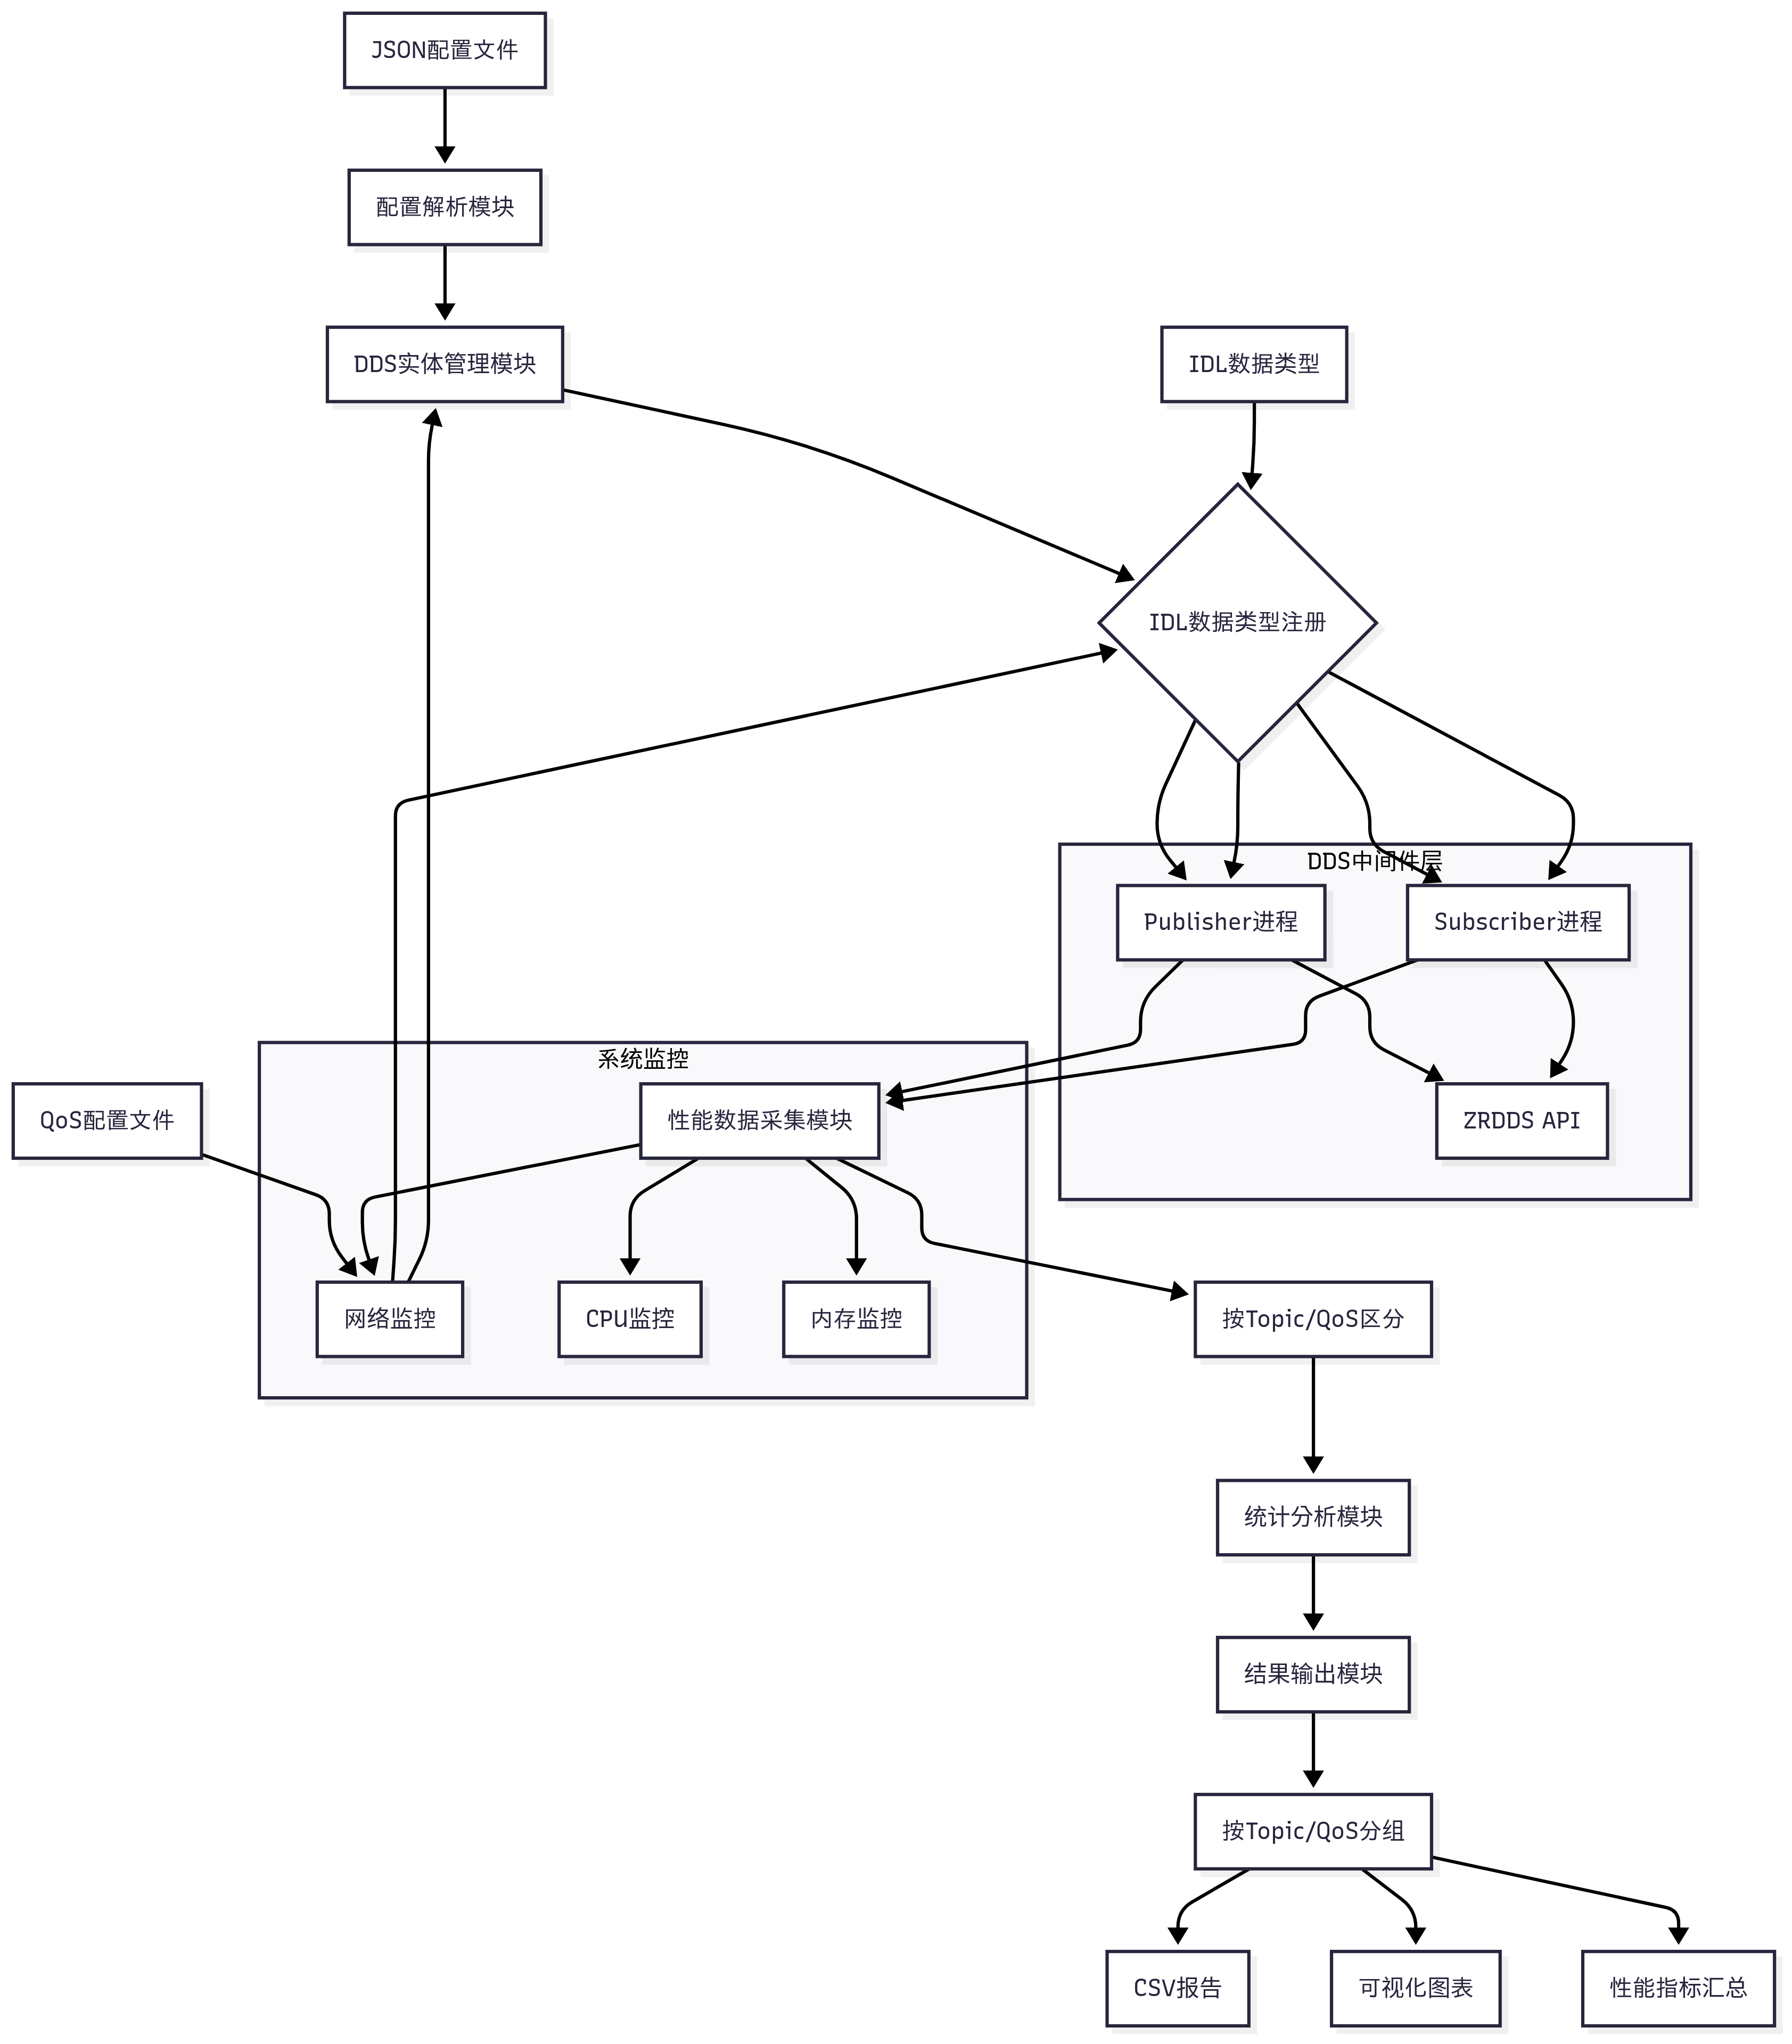 JSON配置文件
配置解析模块
DDS实体管理模块
IDL数据类型
IDL数据类型注册
DDS中间件层
Publisher进程
Subscriber进程
系统监控
QoS配置文件
性能数据采集模块
ZRDDS API
网络监控
CPU监控
内存监控
按Topic/QoS区分
统计分析模块
结果输出模块
按Topic/QoS分组
CSV报告
可视化图表
性能指标汇总